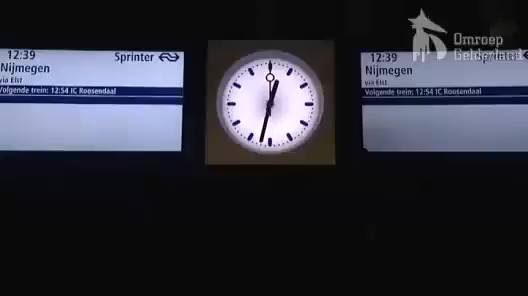 12:39 Sprinter
Nijmegen
via Elst
Volgende trein: 12:54 IC Roosendaal
12:39
Nijmegen
via Elst
Volgende trein: 12:54 IC Roosendaal
Omroep
Gelderland